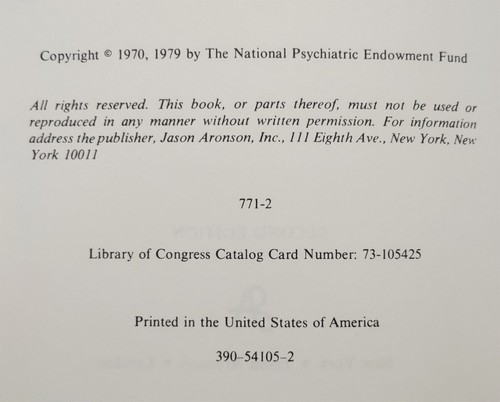 Copyright © 1970, 1979 by The National Psychiatric Endowment Fund
All rights reserved. This book, or parts thereof, must not be used or
reproduced in any manner without written permission. For information
address the publisher, Jason Aronson, Inc., 111 Eighth Ave., New York, New
York 10011
771-2
Library of Congress Catalog Card Number: 73-105425
Printed in the United States of America
390-54105-2